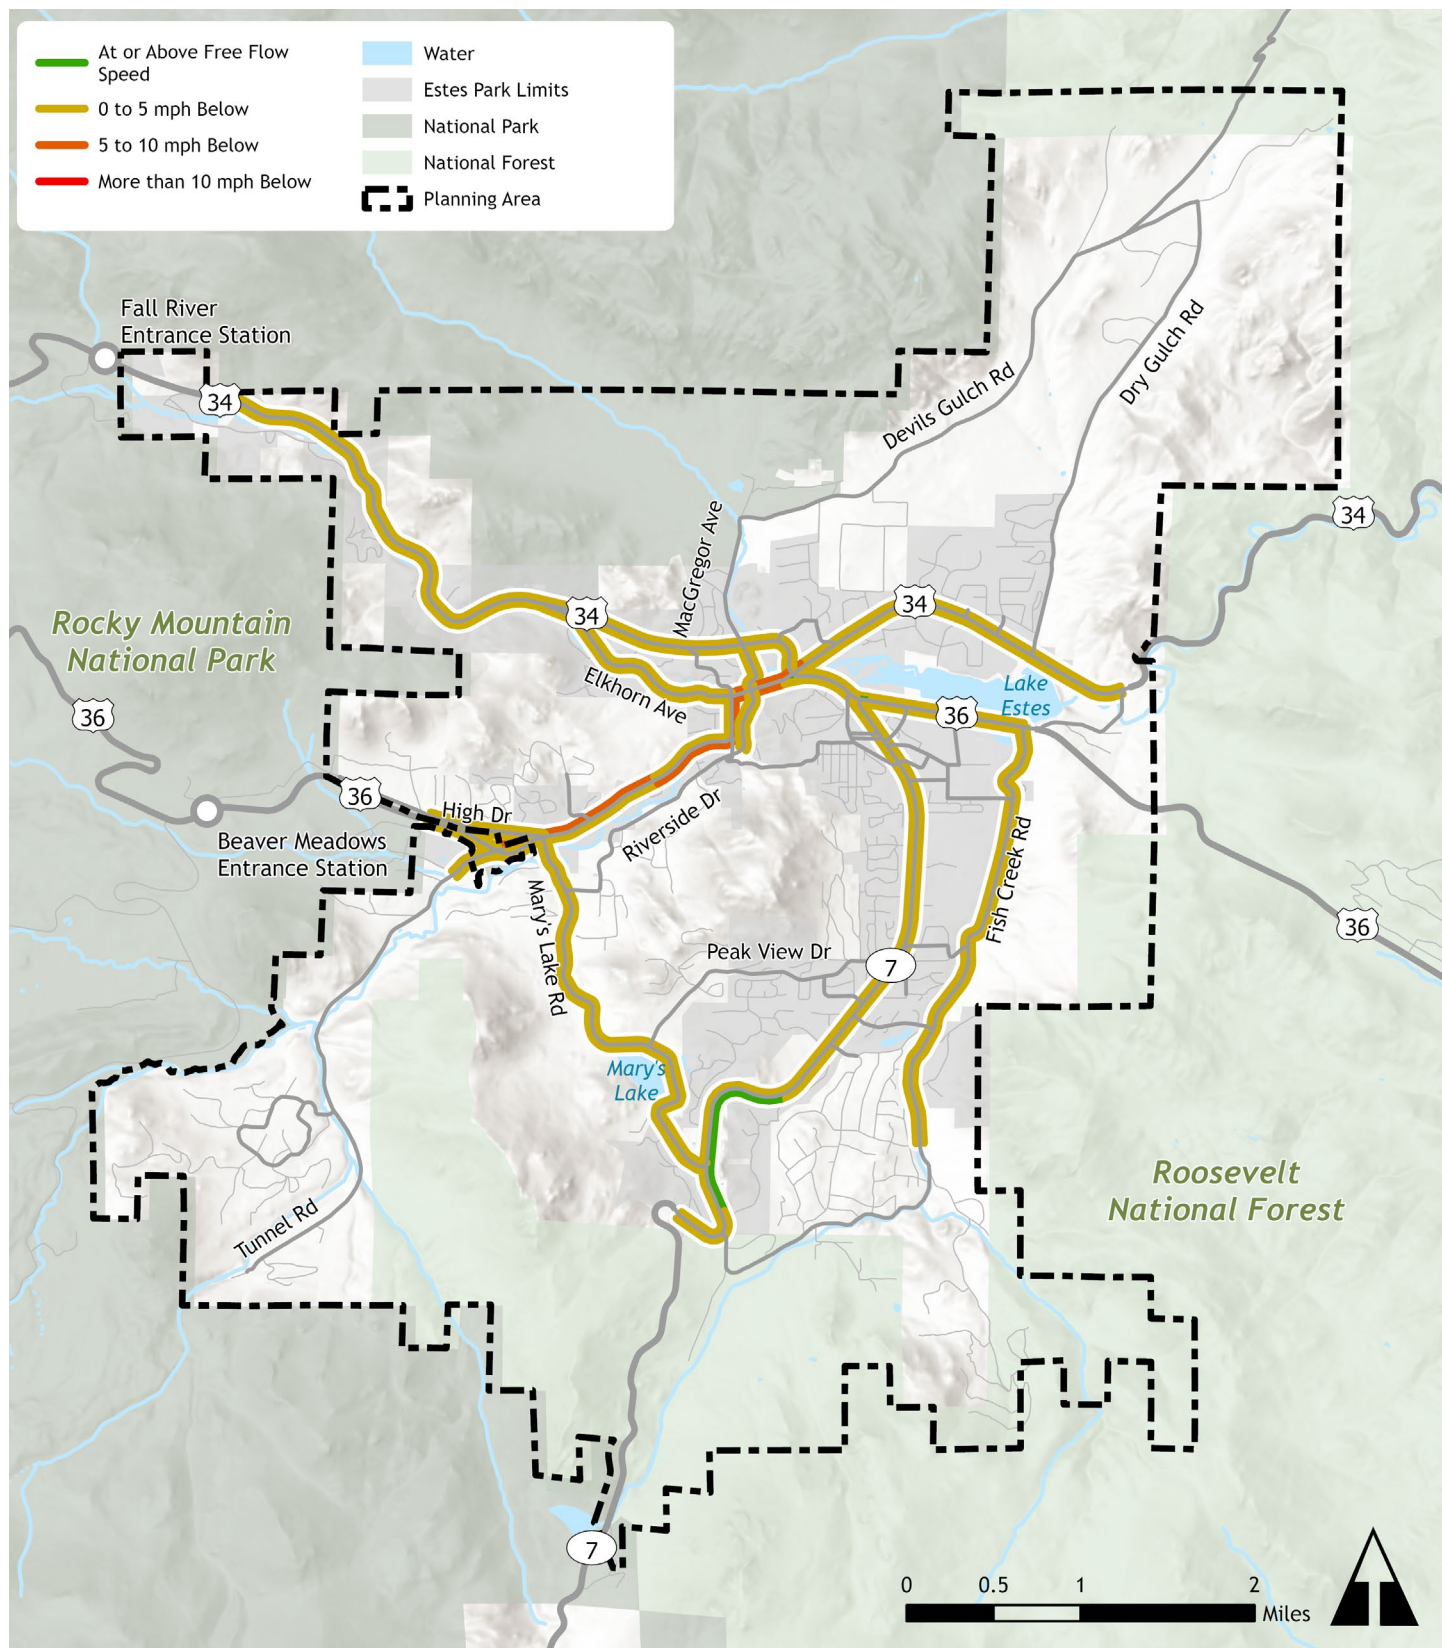 At or Above Free Flow
Speed
0 to 5 mph Below
5 to 10 mph Below
More than 10 mph Below
Water
Estes Park Limits
National Park
National Forest
Planning Area
Fall River
Entrance Station
34
Devils Gulch Rd
Dry Gulch Rd
34
MacGregor Ave
34
34
Rocky Mountain
National Park
Elkhorn Ave
Lake
Estes
36
36
36
High Dr
Riverside Dr
Beaver Meadows
Entrance Station
Fish Creek Rd
Mary's Lake Rd
36
Peak View Dr
7
Mary's
Lake
Roosevelt
National Forest
Tunnel Rd
7
0 0.5 1 2
Miles